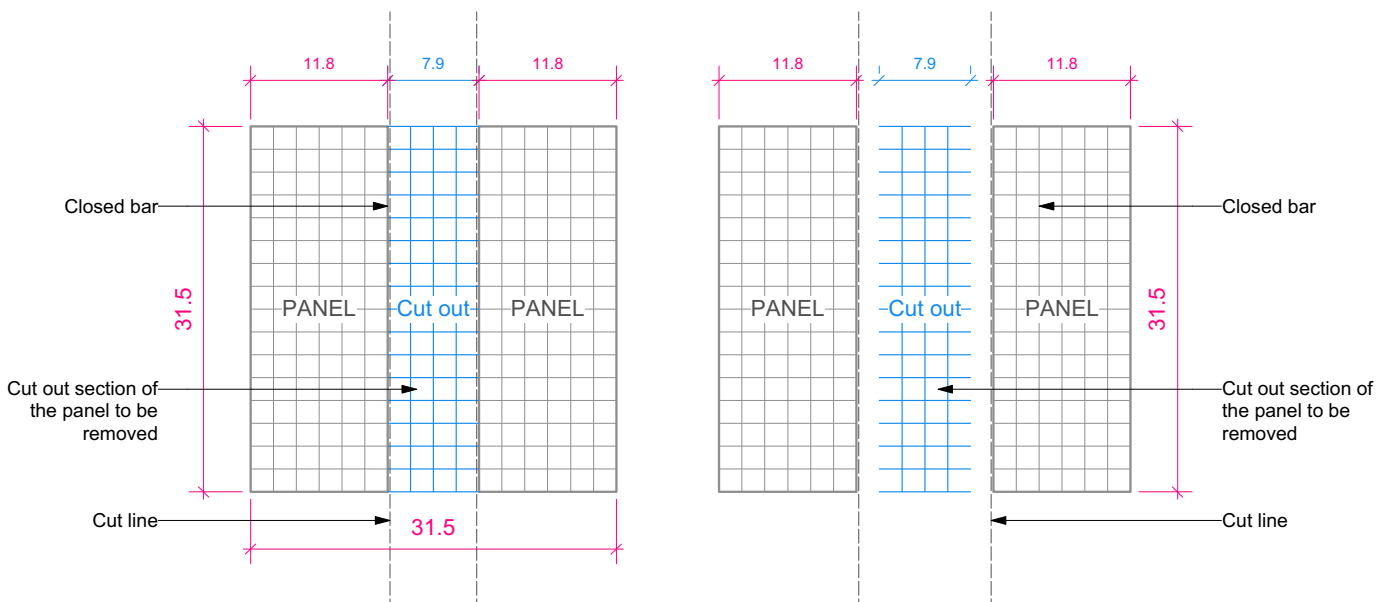 11.8
7.9
11.8
11.8
7.9
11.8
Closed bar
Closed bar
31.5
PANEL
Cut out
PANEL
PANEL
Cut out
PANEL
31.5
Cut out section of
the panel to be
removed
Cut out section of
the panel to be
removed
Cut line
31.5
Cut line